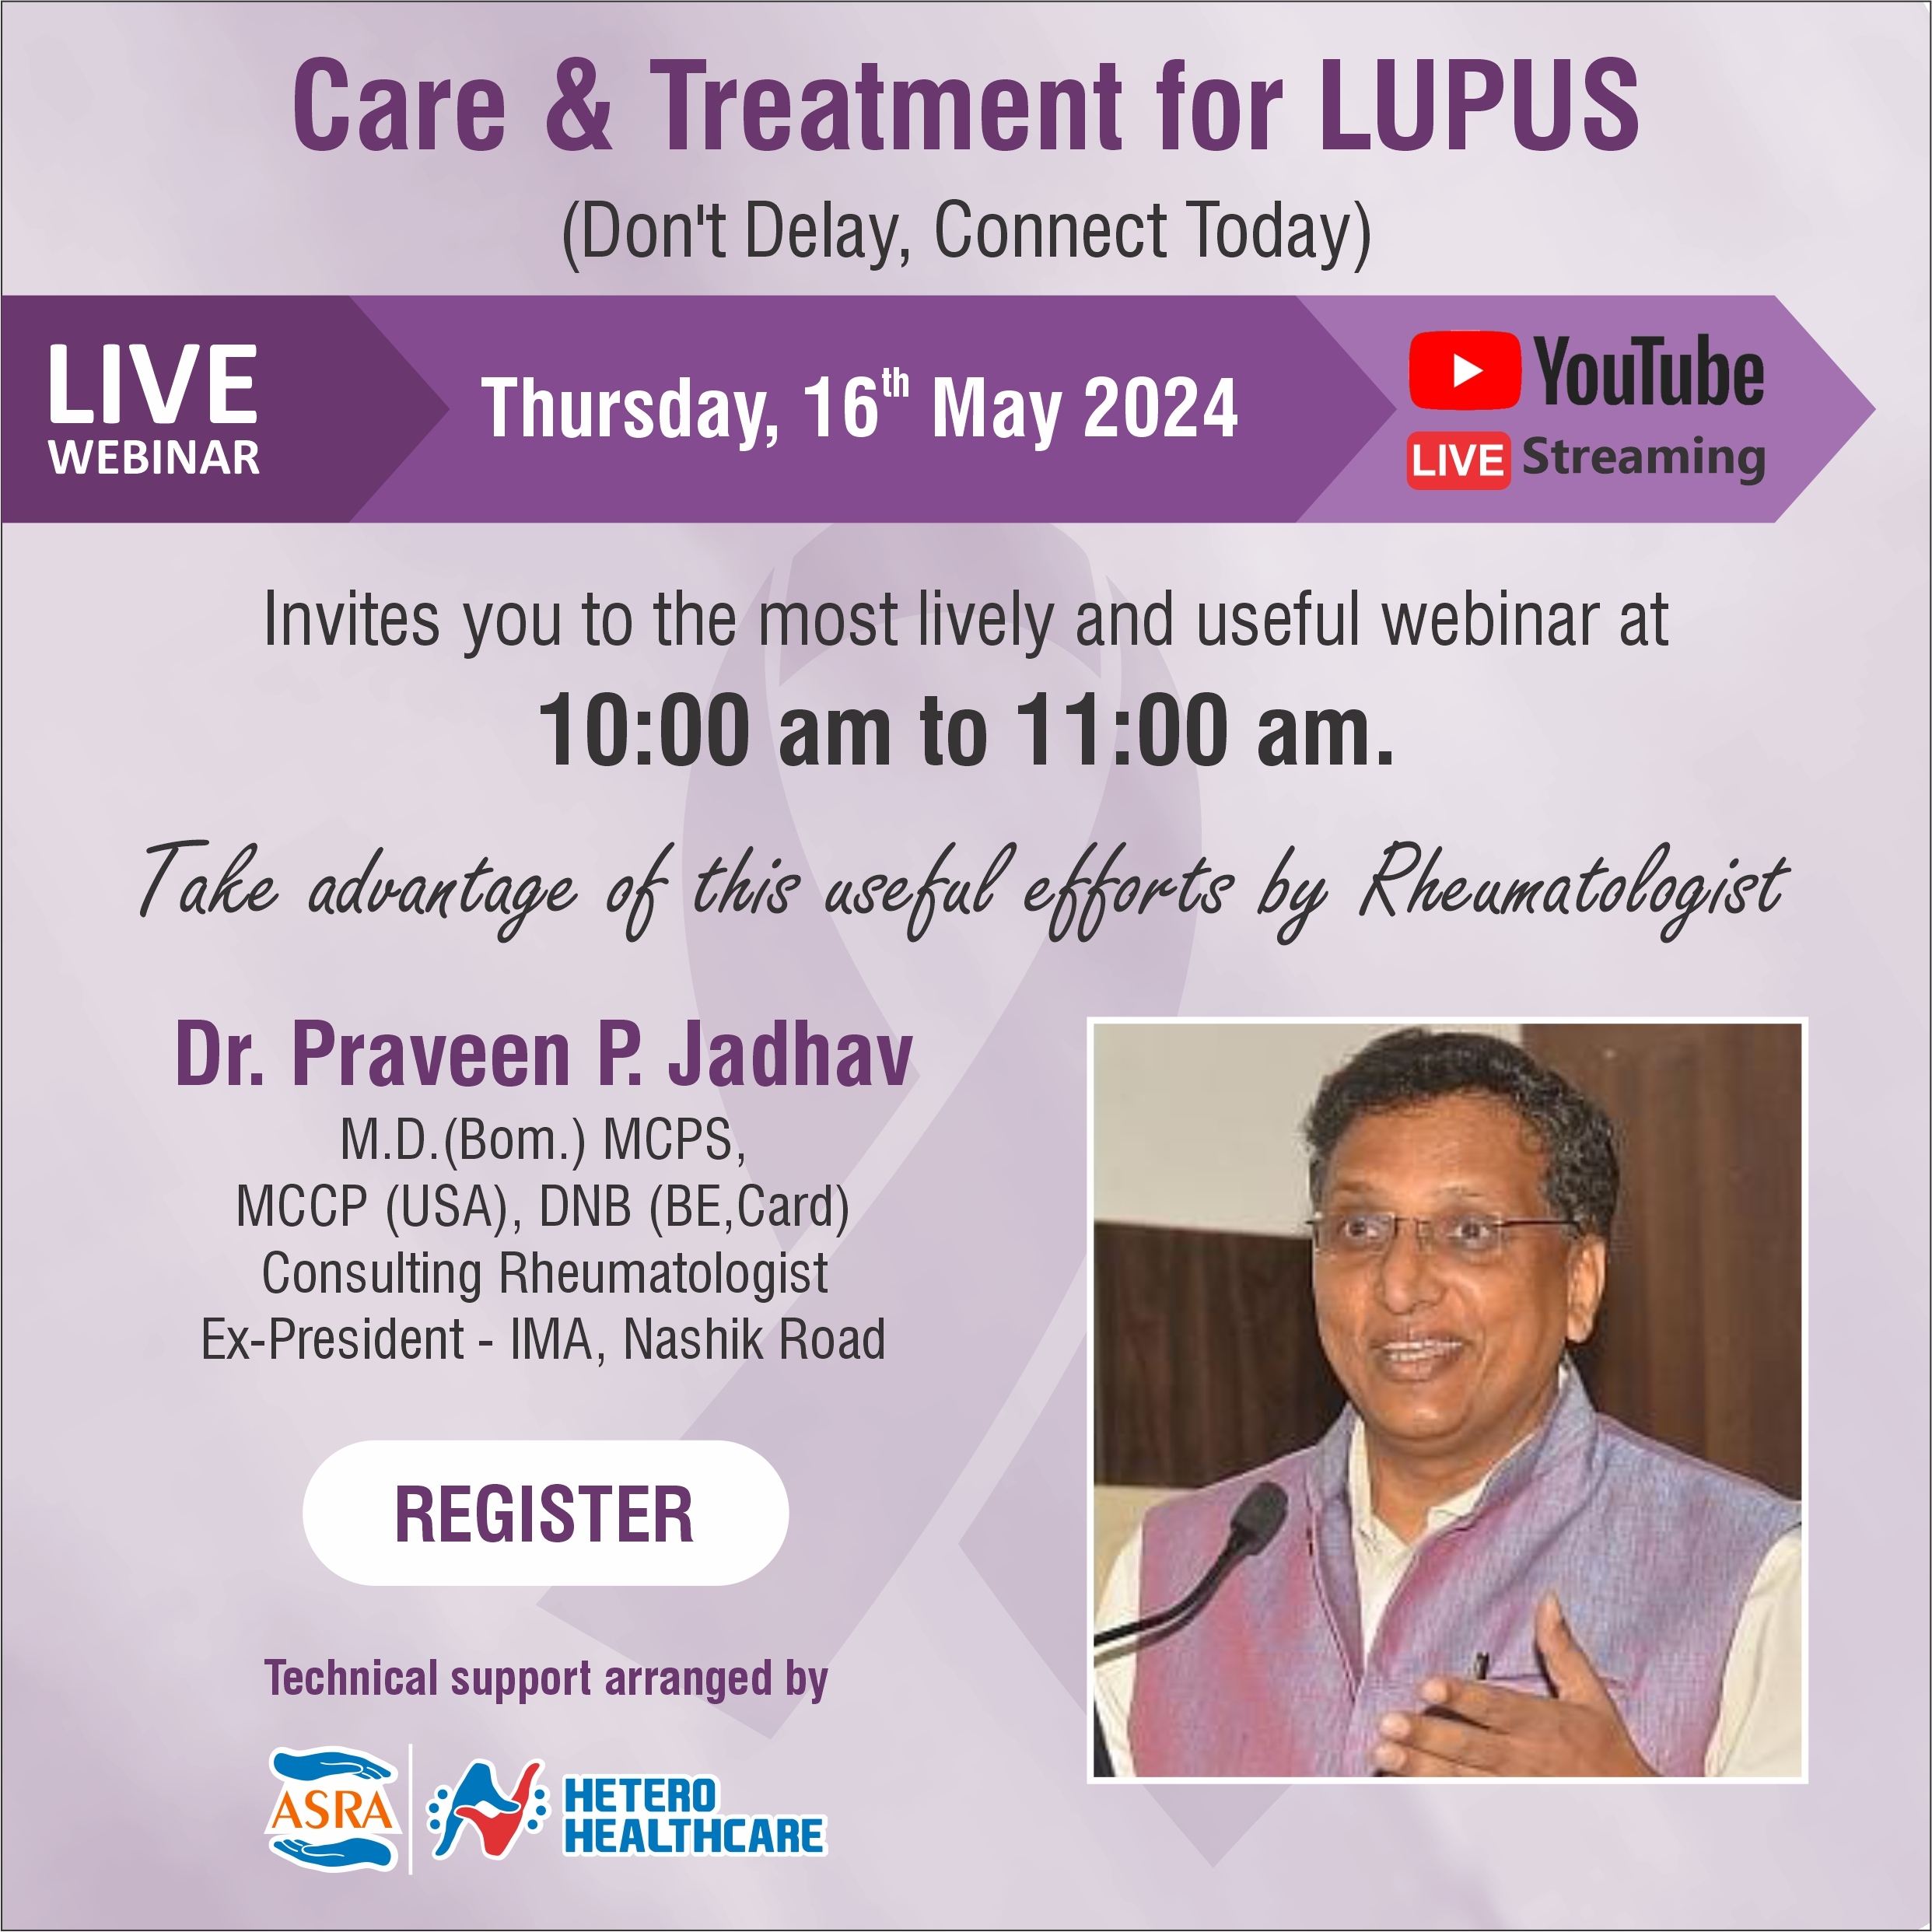 Care & Treatment for LUPUS
(Don't Delay, Connect Today)
LIVE
WEBINAR
Thursday, 16th May 2024
YouTube
LIVE Streaming
Invites you to the most lively and useful webinar at
10:00 am to 11:00 am.
Take advantage of this useful efforts by Rheumatologist
Dr. Praveen P. Jadhav
M.D.(Bom.) MCPS,
MCCP (USA), DNB (BE,Card)
Consulting Rheumatologist
Ex-President - IMA, Nashik Road
REGISTER
Technical support arranged by
ASRA
HETERO
HEALTHCARE